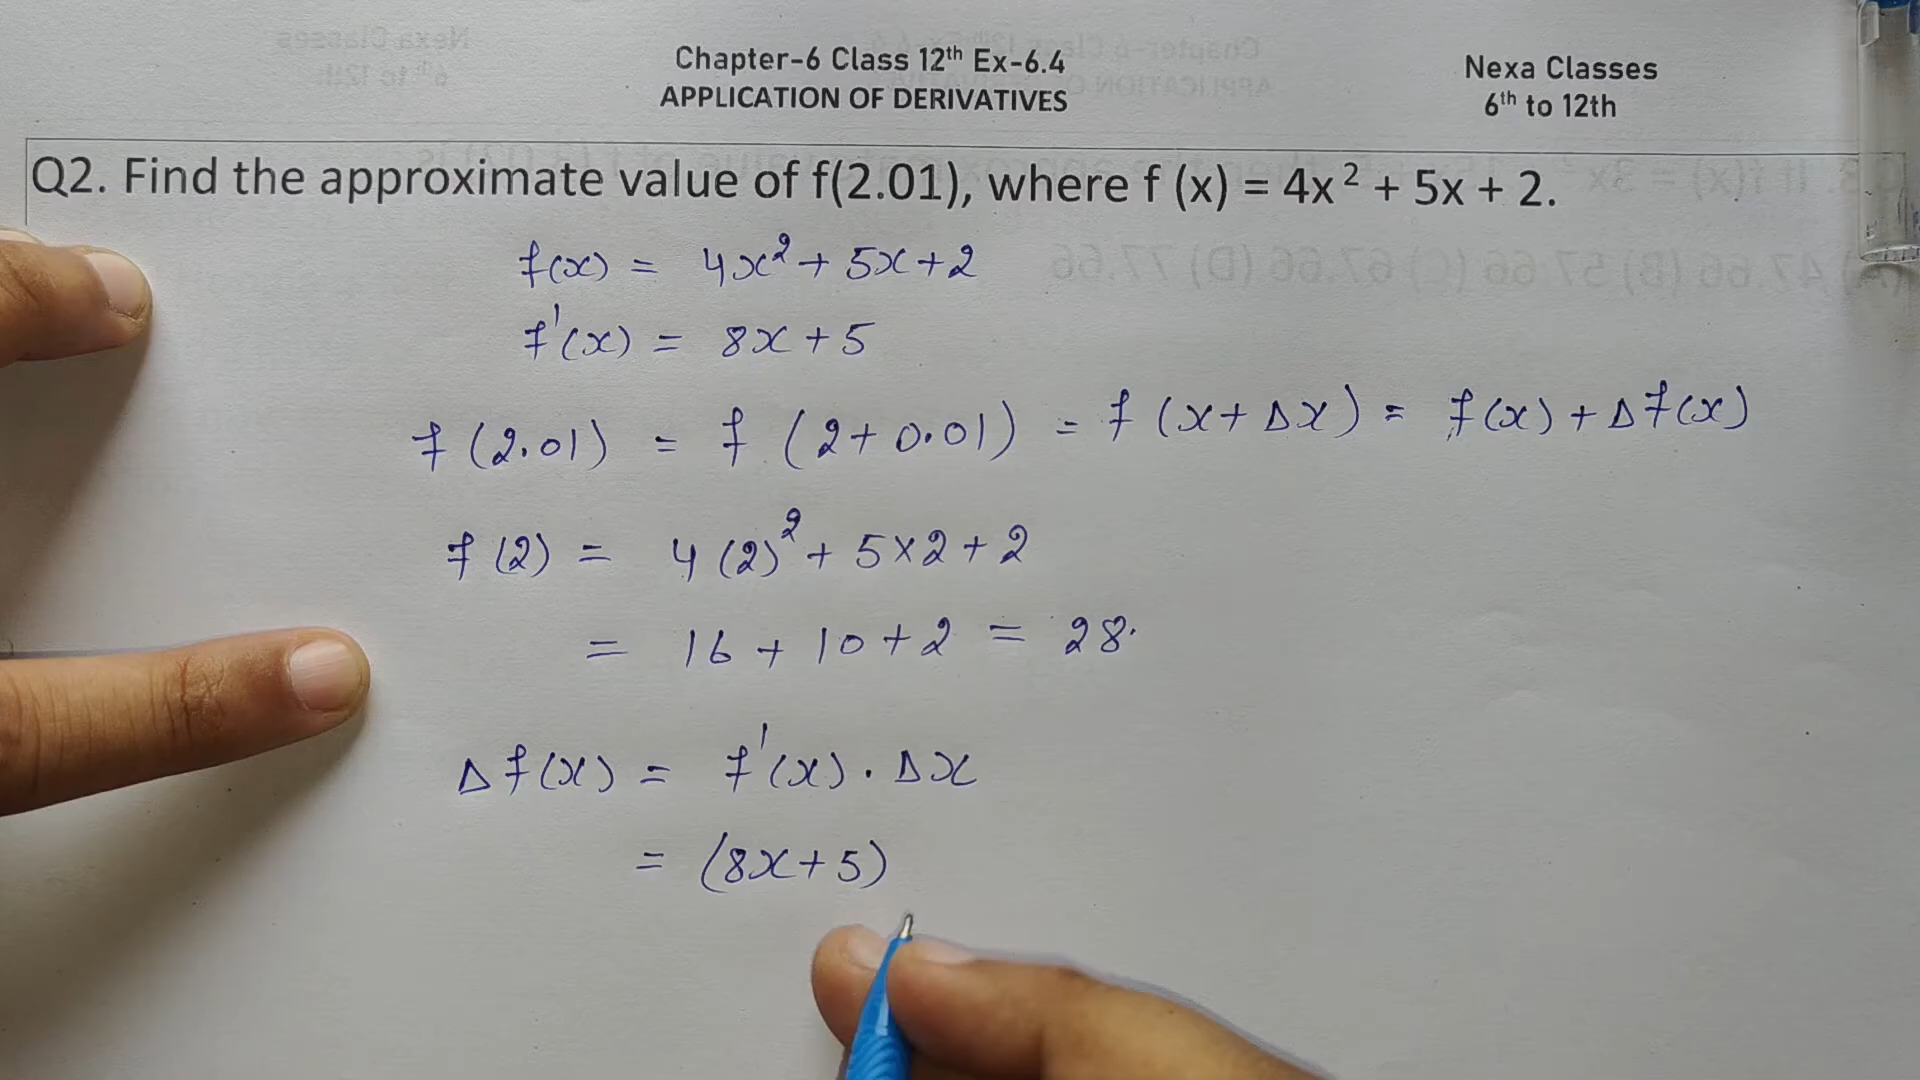 Chapter-6 Class 12th Ex-6.4
APPLICATION OF DERIVATIVES
Nexa Classes
6th to 12th
Q2. Find the approximate value of f(2.01), where f (x) = 4x² + 5x + 2.
f(x) = 4x² + 5x + 2
f'(x) = 8x + 5
f (2.01) = f (2 + 0.01) = f (x + Δx) = f(x) + Δf(x)
f (2) = 4 (2)² + 5 × 2 + 2
= 16 + 10 + 2 = 28.
Δf(x) = f'(x) . Δx
= (8x + 5)